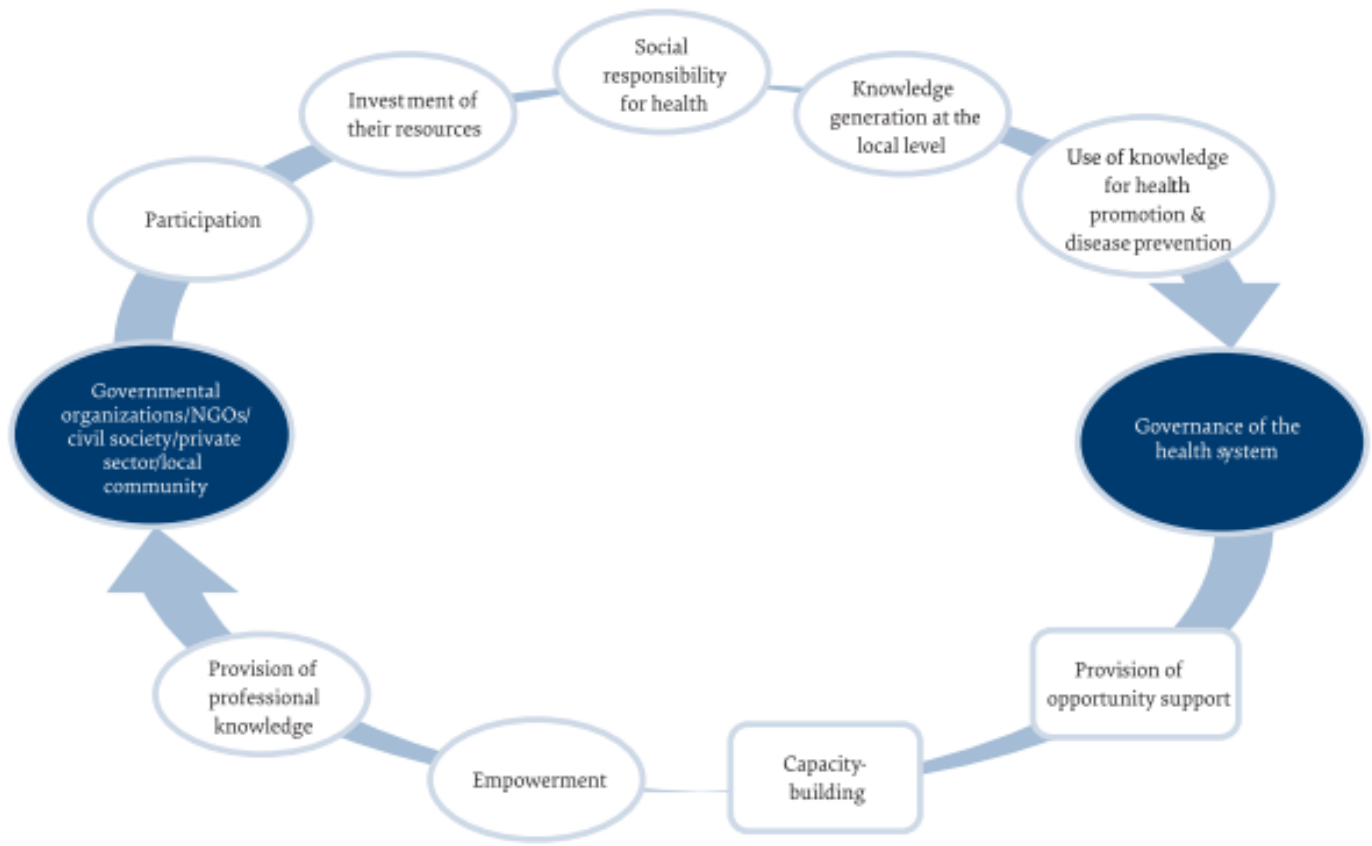 Social
responsibility
for health
Investment of
their resources
Knowledge
generation at the
local level
Use of knowledge
for health
promotion &
disease prevention
Participation
Governmental
organizations/NGOs/
civil society/private
sector/local
community
Governance of the
health system
Provision of
professional
knowledge
Provision of
opportunity support
Empowerment
Capacity-
building